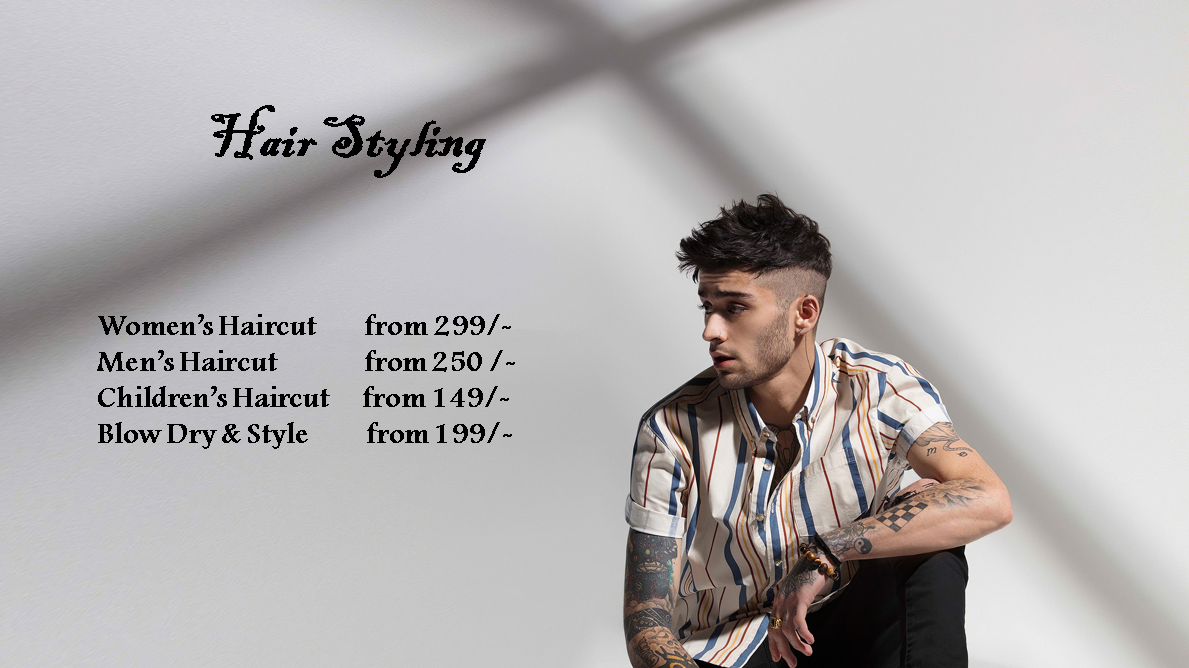 Hair Styling
Women's Haircut from 299/~
Men's Haircut from 250 /~
Children's Haircut from 149/~
Blow Dry & Style from 199/~